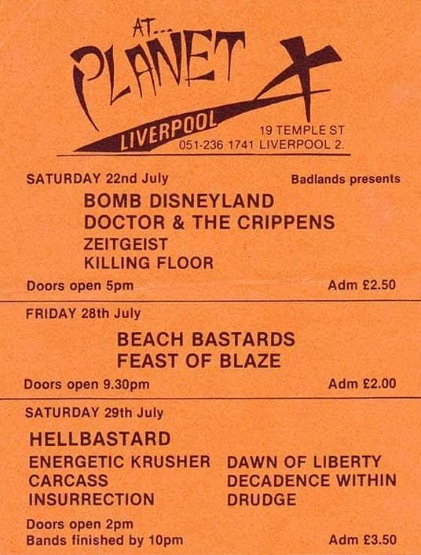 AT...
PLANET X
LIVERPOOL
19 TEMPLE ST
051-236 1741 LIVERPOOL 2.
SATURDAY 22nd July Badlands presents
BOMB DISNEYLAND
DOCTOR & THE CRIPPENS
ZEITGEIST
KILLING FLOOR
Doors open 5pm Adm £2.50
FRIDAY 28th July
BEACH BASTARDS
FEAST OF BLAZE
Doors open 9.30pm Adm £2.00
SATURDAY 29th July
HELLBASTARD
ENERGETIC KRUSHER DAWN OF LIBERTY
CARCASS DECADENCE WITHIN
INSURRECTION DRUDGE
Doors open 2pm
Bands finished by 10pm Adm £3.50